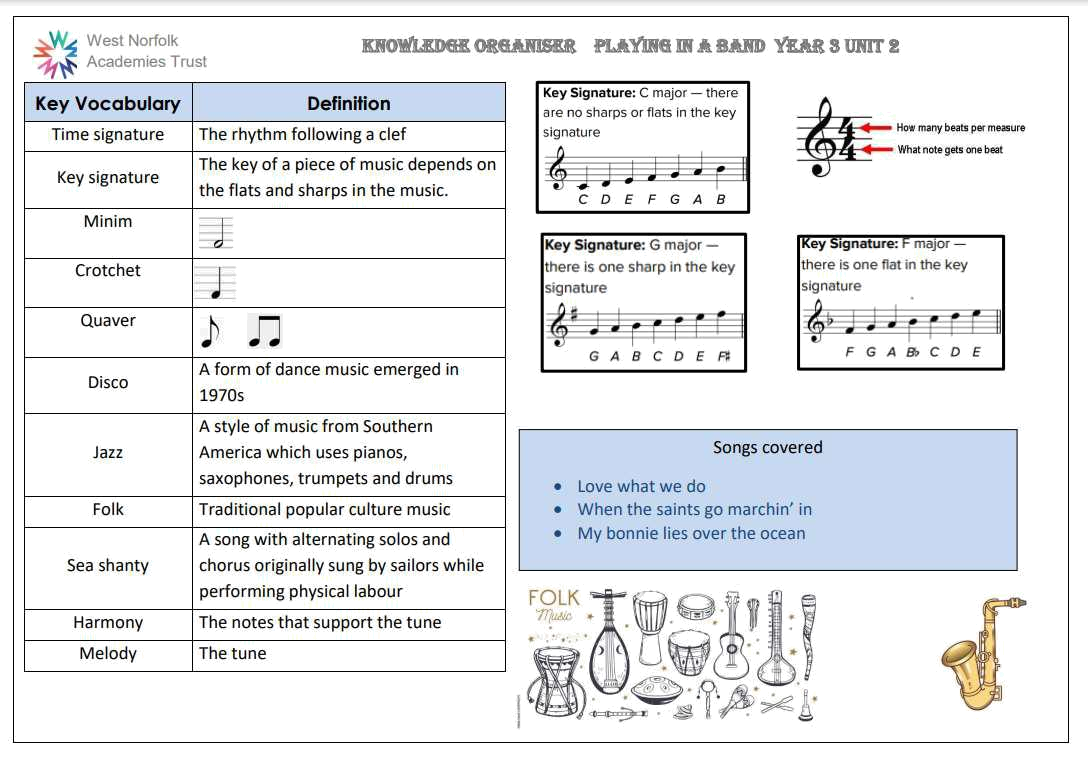 West Norfolk
Academies Trust
KNOWLEDGE ORGANISER PLAYING IN A BAND YEAR 3 UNIT 2
Key Vocabulary Definition
Time signature The rhythm following a clef
Key signature The key of a piece of music depends on
the flats and sharps in the music.
Minim
Crotchet
Quaver
Disco A form of dance music emerged in
1970s
Jazz A style of music from Southern
America which uses pianos,
saxophones, trumpets and drums
Folk Traditional popular culture music
Sea shanty A song with alternating solos and
chorus originally sung by sailors while
performing physical labour
Harmony The notes that support the tune
Melody The tune
Key Signature: C major — there
are no sharps or flats in the key
signature
C D E F G A B
4 How many beats per measure
4 What note gets one beat
Key Signature: G major —
there is one sharp in the key
signature
G A B C D E F♯
Key Signature: F major —
there is one flat in the key
signature
F G A B♭ C D E
Songs covered
• Love what we do
• When the saints go marchin’ in
• My bonnie lies over the ocean
FOLK
Music